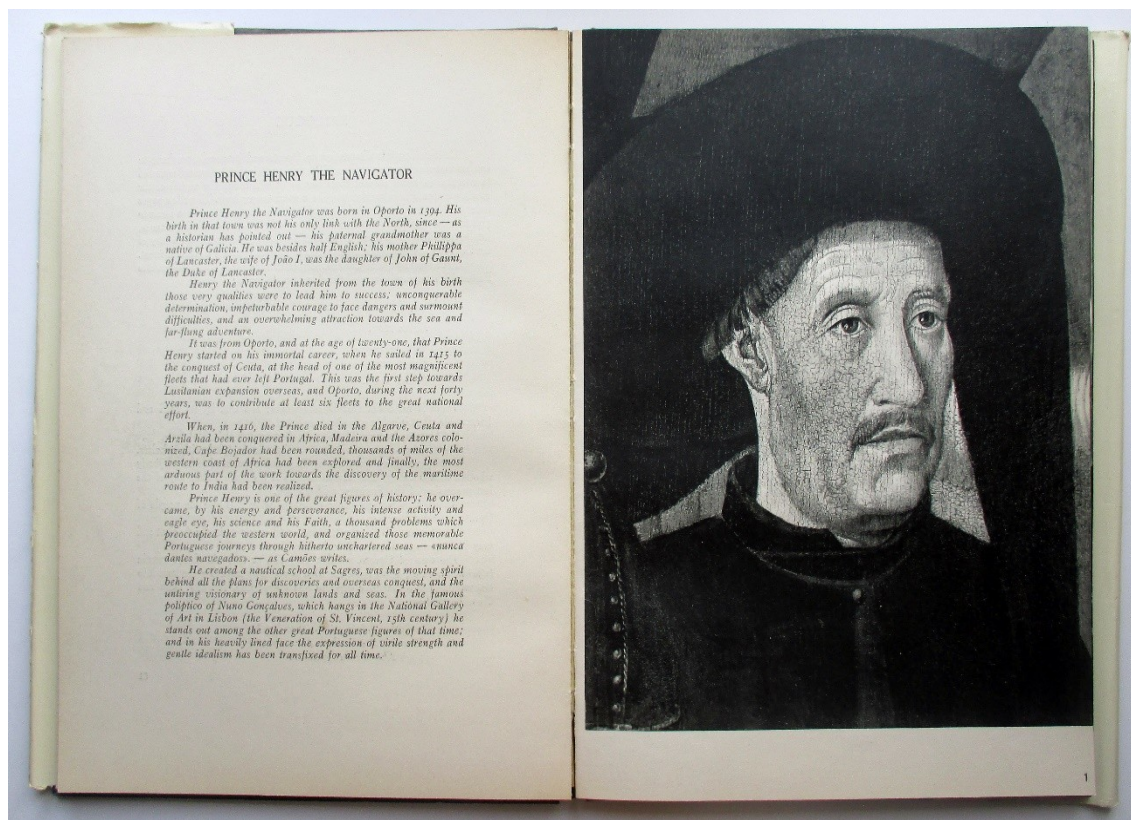 PRINCE HENRY THE NAVIGATOR
Prince Henry the Navigator was born in Oporto in 1394. His
birth in that town was not his only link with the North, since — as
a historian has pointed out — his paternal grandmother was a
native of Galicia. He was besides half English; his mother Phillippa
of Lancaster, the wife of João I, was the daughter of John of Gaunt,
the Duke of Lancaster.
Henry the Navigator inherited from the town of his birth
those very qualities were to lead him to success; unconquerable
determination, impeturbable courage to face dangers and surmount
difficulties, and an overwhelming attraction towards the sea and
far-flung adventure.
It was from Oporto, and at the age of twenty-one, that Prince
Henry started on his immortal career, when he sailed in 1415 to
the conquest of Ceuta, at the head of one of the most magnificent
fleets that had ever left Portugal. This was the first step towards
Lusitanian expansion overseas, and Oporto, during the next forty
years, was to contribute at least six fleets to the great national
effort.
When, in 1416, the Prince died in the Algarve, Ceuta and
Arzila had been conquered in Africa, Madeira and the Azores colo-
nized, Cape Bojador had been rounded, thousands of miles of the
western coast of Africa had been explored and finally, the most
arduous part of the work towards the discovery of the maritime
route to India had been realized.
Prince Henry is one of the great figures of history: he over-
came, by his energy and perseverance, his intense activity and
eagle eye, his science and his Faith, a thousand problems which
preoccupied the western world, and organized those memorable
Portuguese journeys through hitherto unchartered seas — «nunca
dantes navegados». — as Camões writes.
He created a nautical school at Sagres, was the moving spirit
behind all the plans for discoveries and overseas conquest, and the
untiring visionary of unknown lands and seas. In the famous
políptico of Nuno Gonçalves, which hangs in the National Gallery
of Art in Lisbon (the Veneration of St. Vincent, 15th century) he
stands out among the other great Portuguese figures of that time;
and in his heavily lined face the expression of virile strength and
gentle idealism has been transfixed for all time.
1